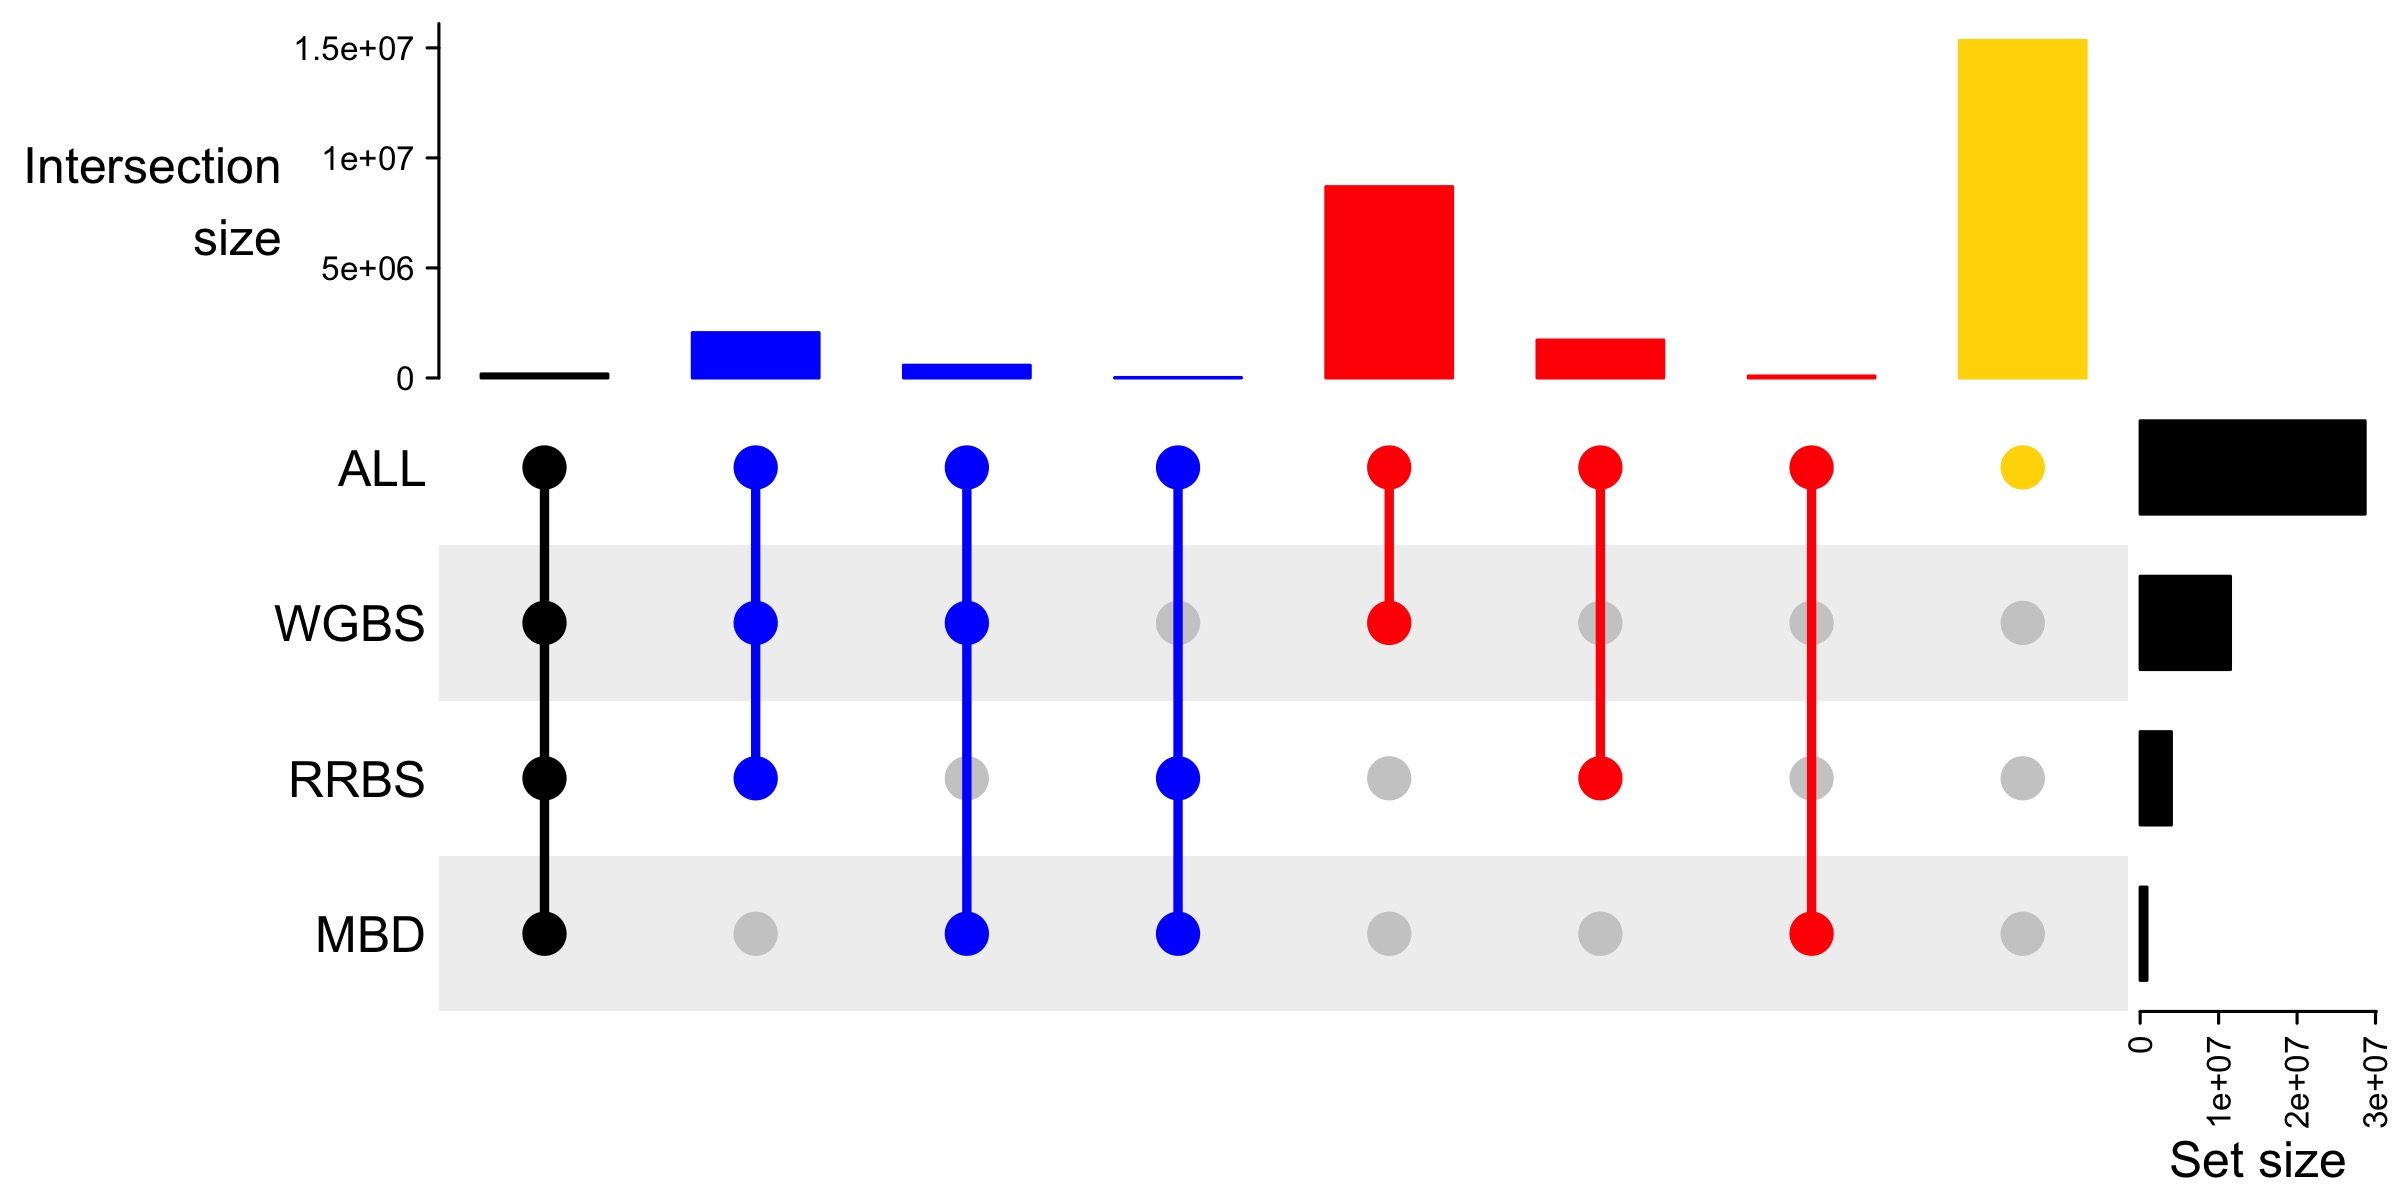 1.5e+07
1e+07
5e+06
0
Intersection
size
ALL
WGBS
RRBS
MBD
0
1e+07
2e+07
3e+07
Set size